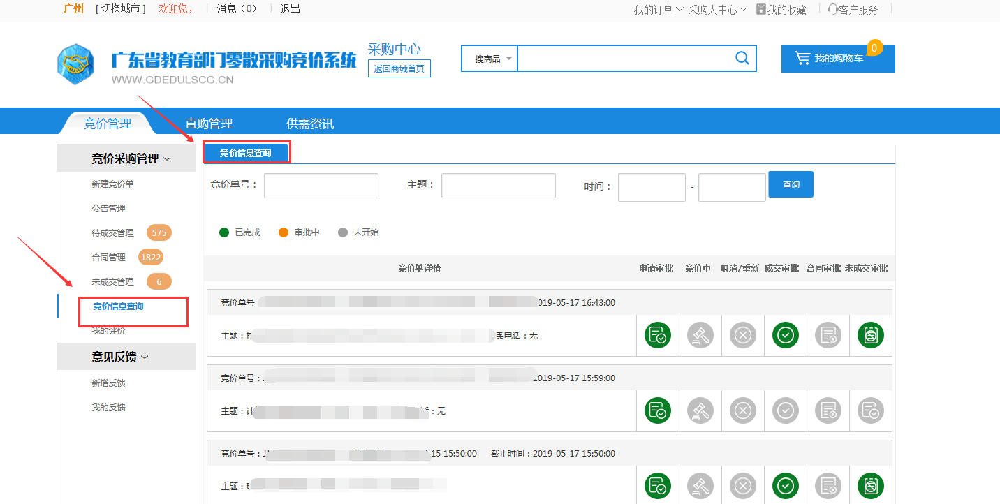 广州 [ 切换城市 ] 欢迎您， 消息（0） 退出 我的订单 采购人中心 我的收藏 客户服务
广东省教育部门零散采购竞价系统
WWW.GDEDULSCG.CN
采购中心
返回商城首页
搜商品
我的购物车 0
竞价管理 直购管理 供需资讯
竞价采购管理
新建竞价单
公告管理
待成交管理 575
合同管理 1822
未成交管理 6
竞价信息查询
我的评价
意见反馈
新增反馈
我的反馈
竞价信息查询
竞价单号： 主题： 时间： - 查询
已完成 审批中 未开始
竞价单详情 申请审批 竞价中 取消/重新 成交审批 合同审批 未成交审批
竞价单号 019-05-17 16:43:00
主题： 系电话：无
竞价单号： 2019-05-17 15:59:00
主题：计 ：无
竞价单号： 15 15:50:00 截止时间：2019-05-17 15:50:00
主题：